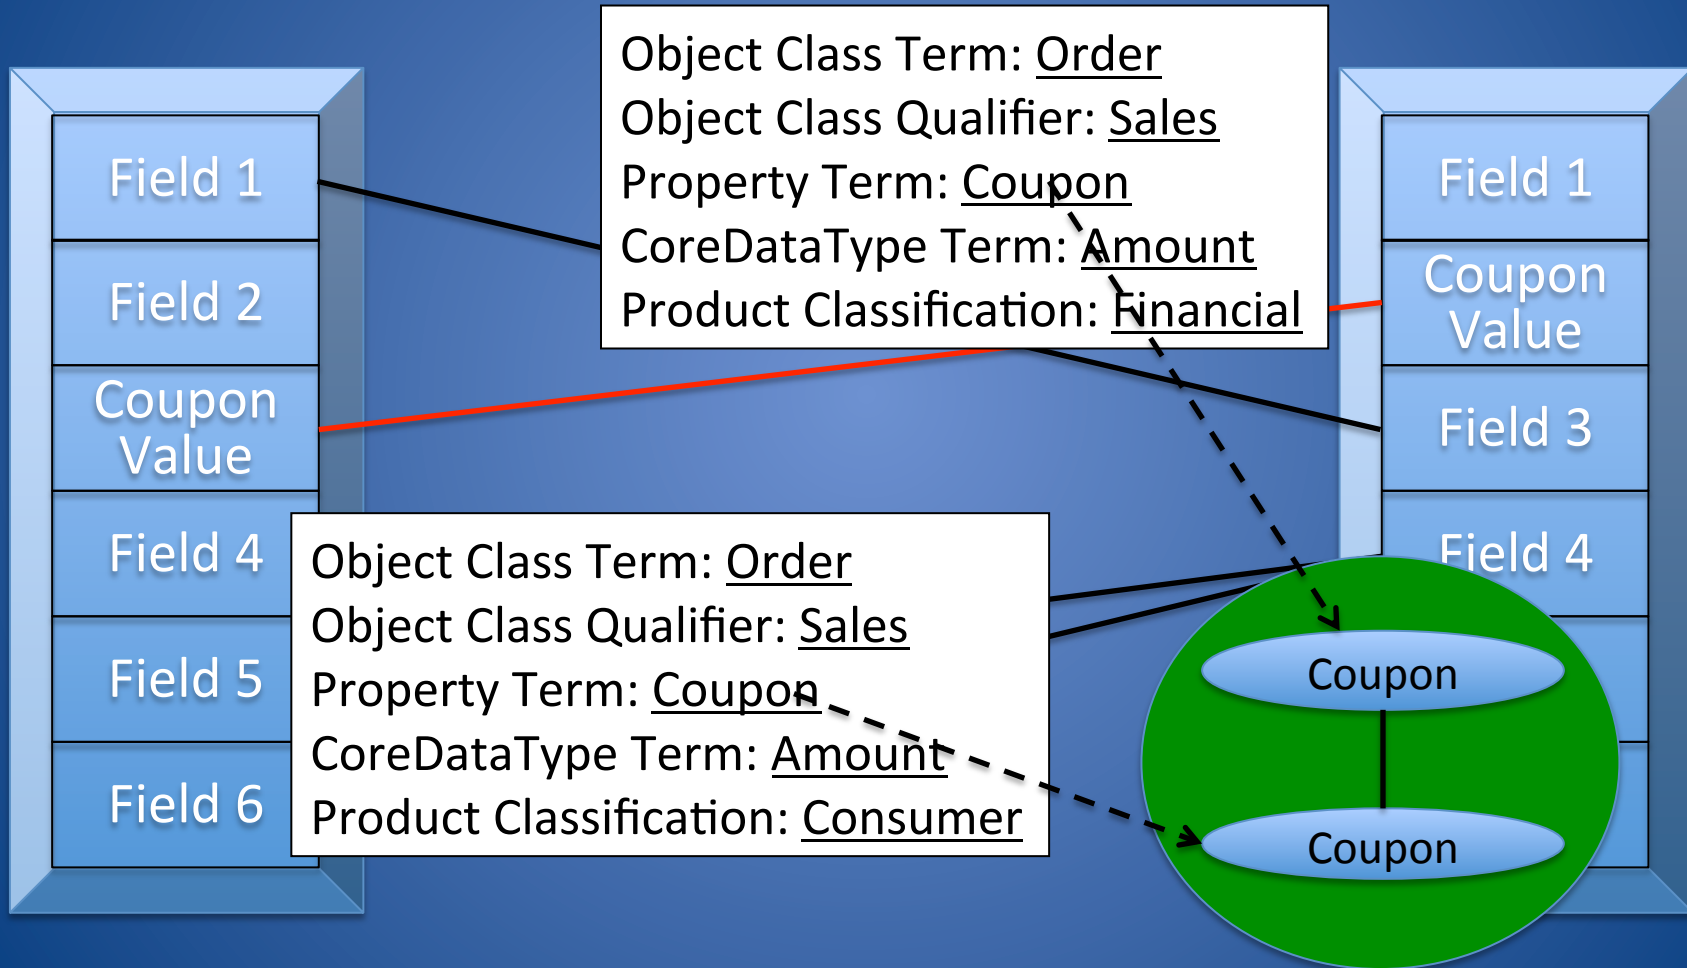 Field 1
Field 2
Coupon
Value
Field 4
Field 5
Field 6
Object Class Term: Order
Object Class Qualifier: Sales
Property Term: Coupon
CoreDataType Term: Amount
Product Classification: Financial
Object Class Term: Order
Object Class Qualifier: Sales
Property Term: Coupon
CoreDataType Term: Amount
Product Classification: Consumer
Field 1
Coupon
Value
Field 3
Field 4
Coupon
Coupon